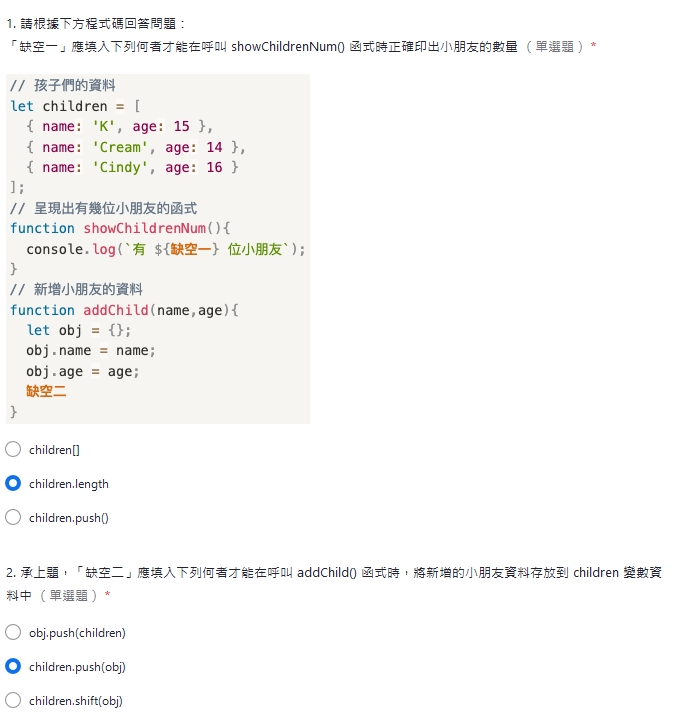 1. 請根據下方程式碼回答問題：
「缺空一」應填入下列何者才能在呼叫 showChildrenNum() 函式時正確印出小朋友的數量 （ 單選題 ） *
// 孩子們的資料
let children = [
  { name: 'K', age: 15 },
  { name: 'Cream', age: 14 },
  { name: 'Cindy', age: 16 }
];
// 呈現出有幾位小朋友的函式
function showChildrenNum(){
  console.log(`有 ${缺空一} 位小朋友`);
}
// 新增小朋友的資料
function addChild(name,age){
  let obj = {};
  obj.name = name;
  obj.age = age;
  缺空二
}
children[]
children.length
children.push()
2. 承上題，「缺空二」應填入下列何者才能在呼叫 addChild() 函式時，將新增的小朋友資料存放到 children 變數資
料中 （ 單選題 ） *
obj.push(children)
children.push(obj)
children.shift(obj)